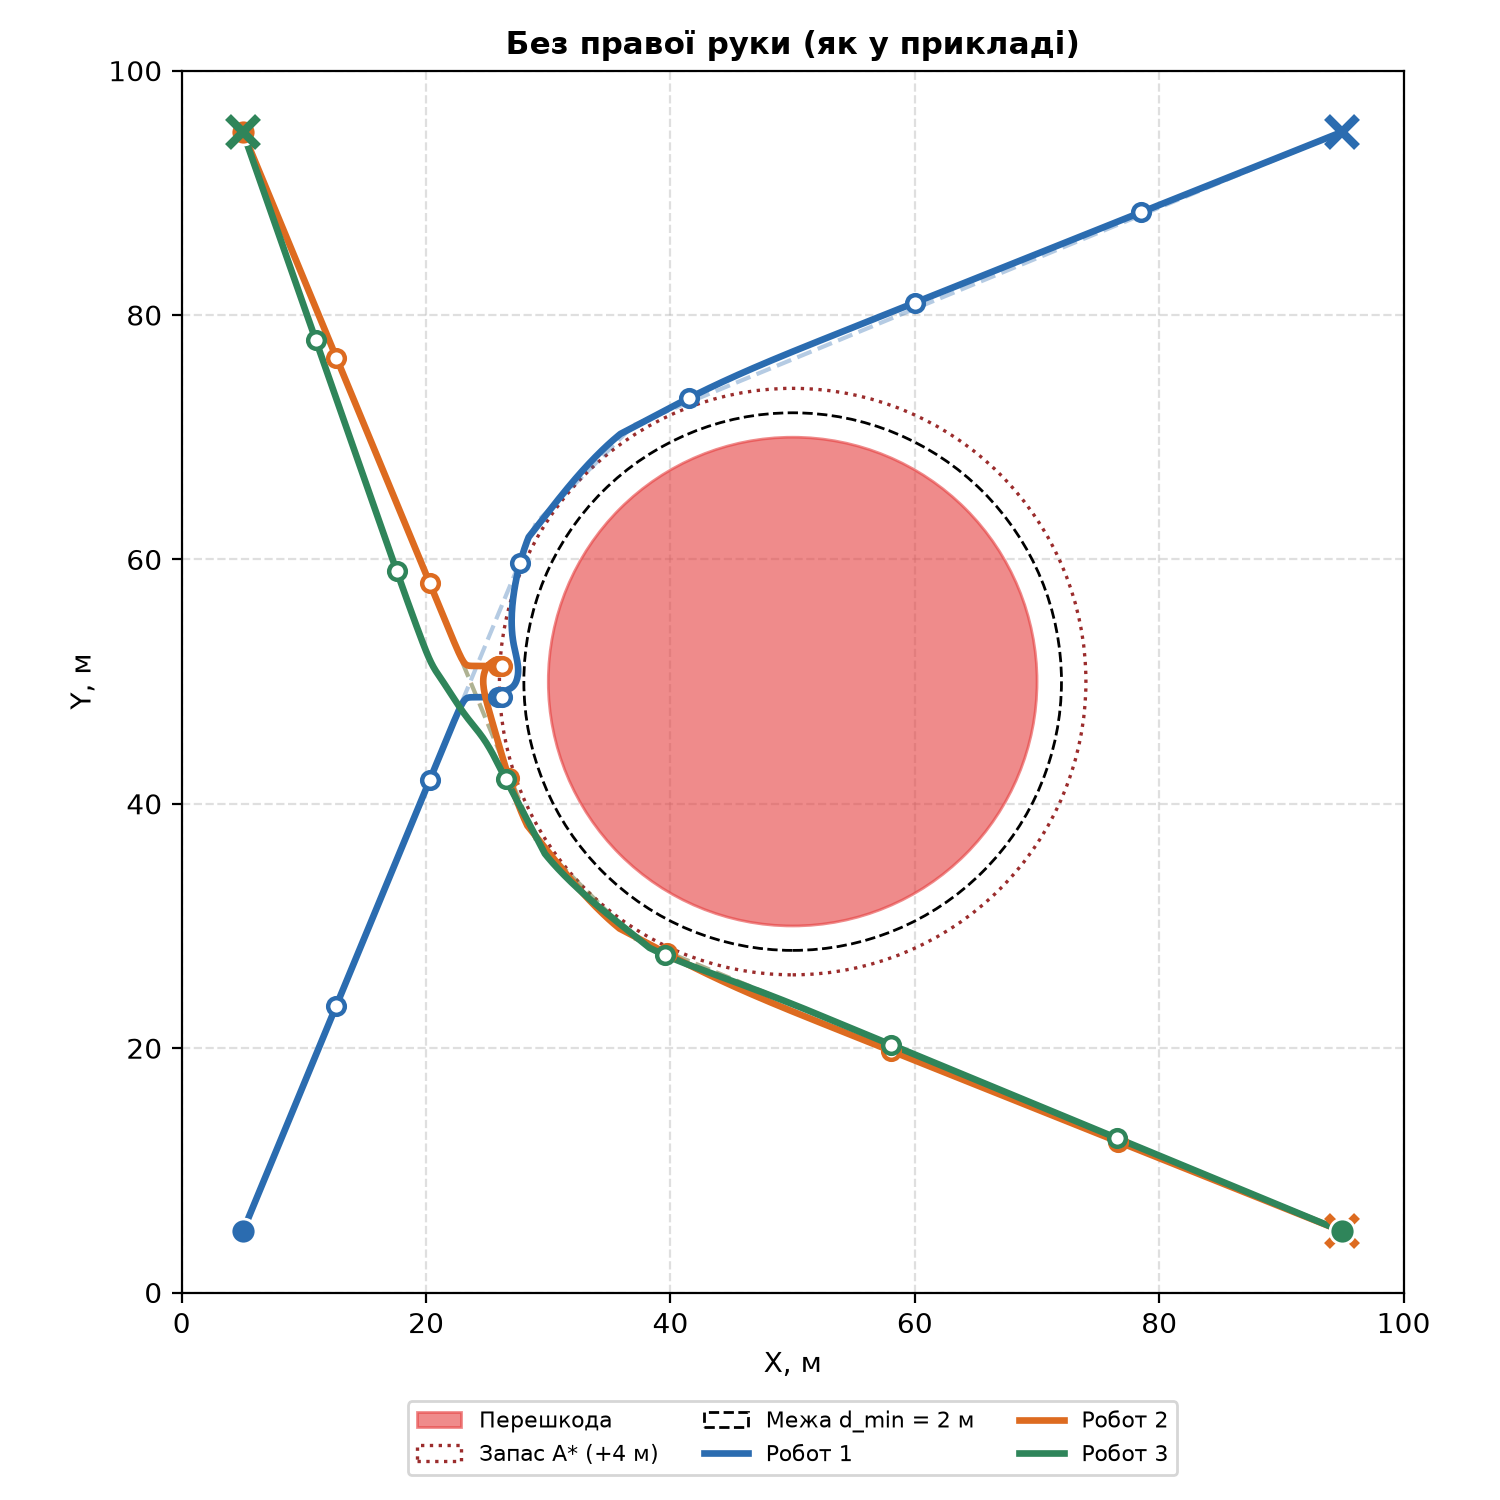 Без правої руки (як у прикладі)
100
80
60
40
20
0
Y, м
0 20 40 60 80 100
X, м
Перешкода
Запас A* (+4 м)
Межа d_min = 2 м
Робот 1
Робот 2
Робот 3